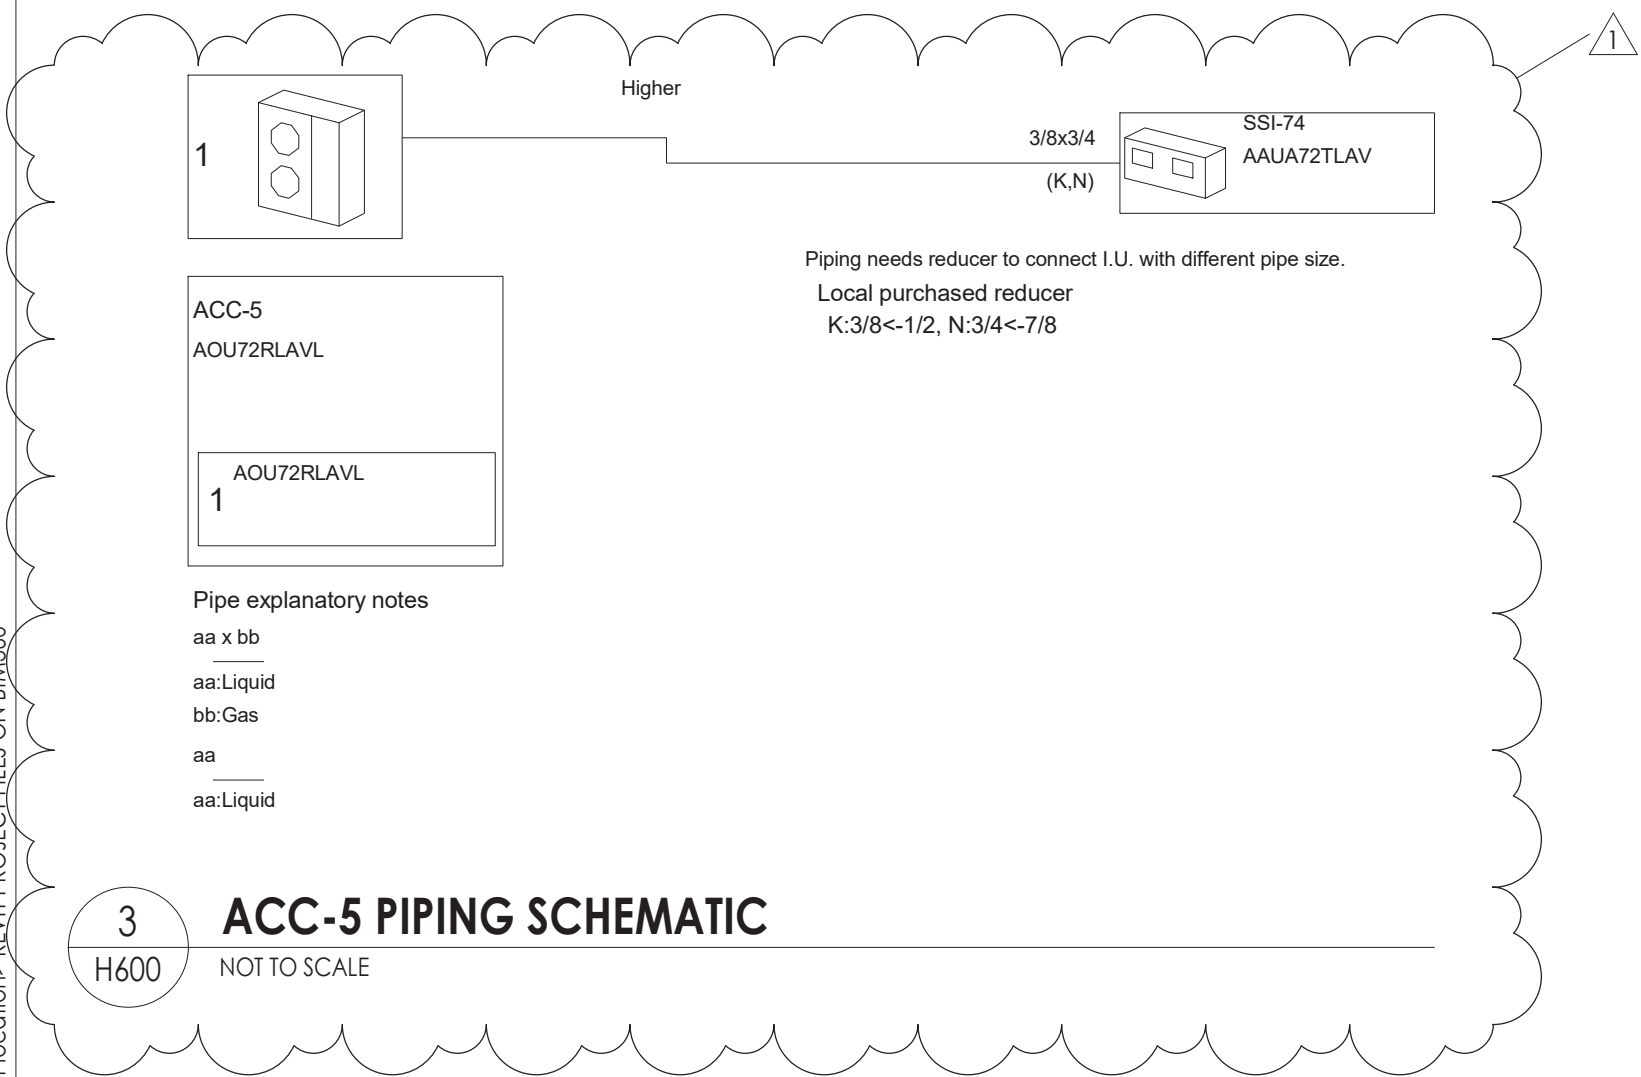 1
Higher
1
3/8x3/4
(K,N)
SSI-74
AAUA72TLAV
Piping needs reducer to connect I.U. with different pipe size.
Local purchased reducer
K:3/8<-1/2, N:3/4<-7/8
ACC-5
AOU72RLAVL
AOU72RLAVL
1
Pipe explanatory notes
aa x bb
aa:Liquid
bb:Gas
aa
aa:Liquid
3
H600
ACC-5 PIPING SCHEMATIC
NOT TO SCALE